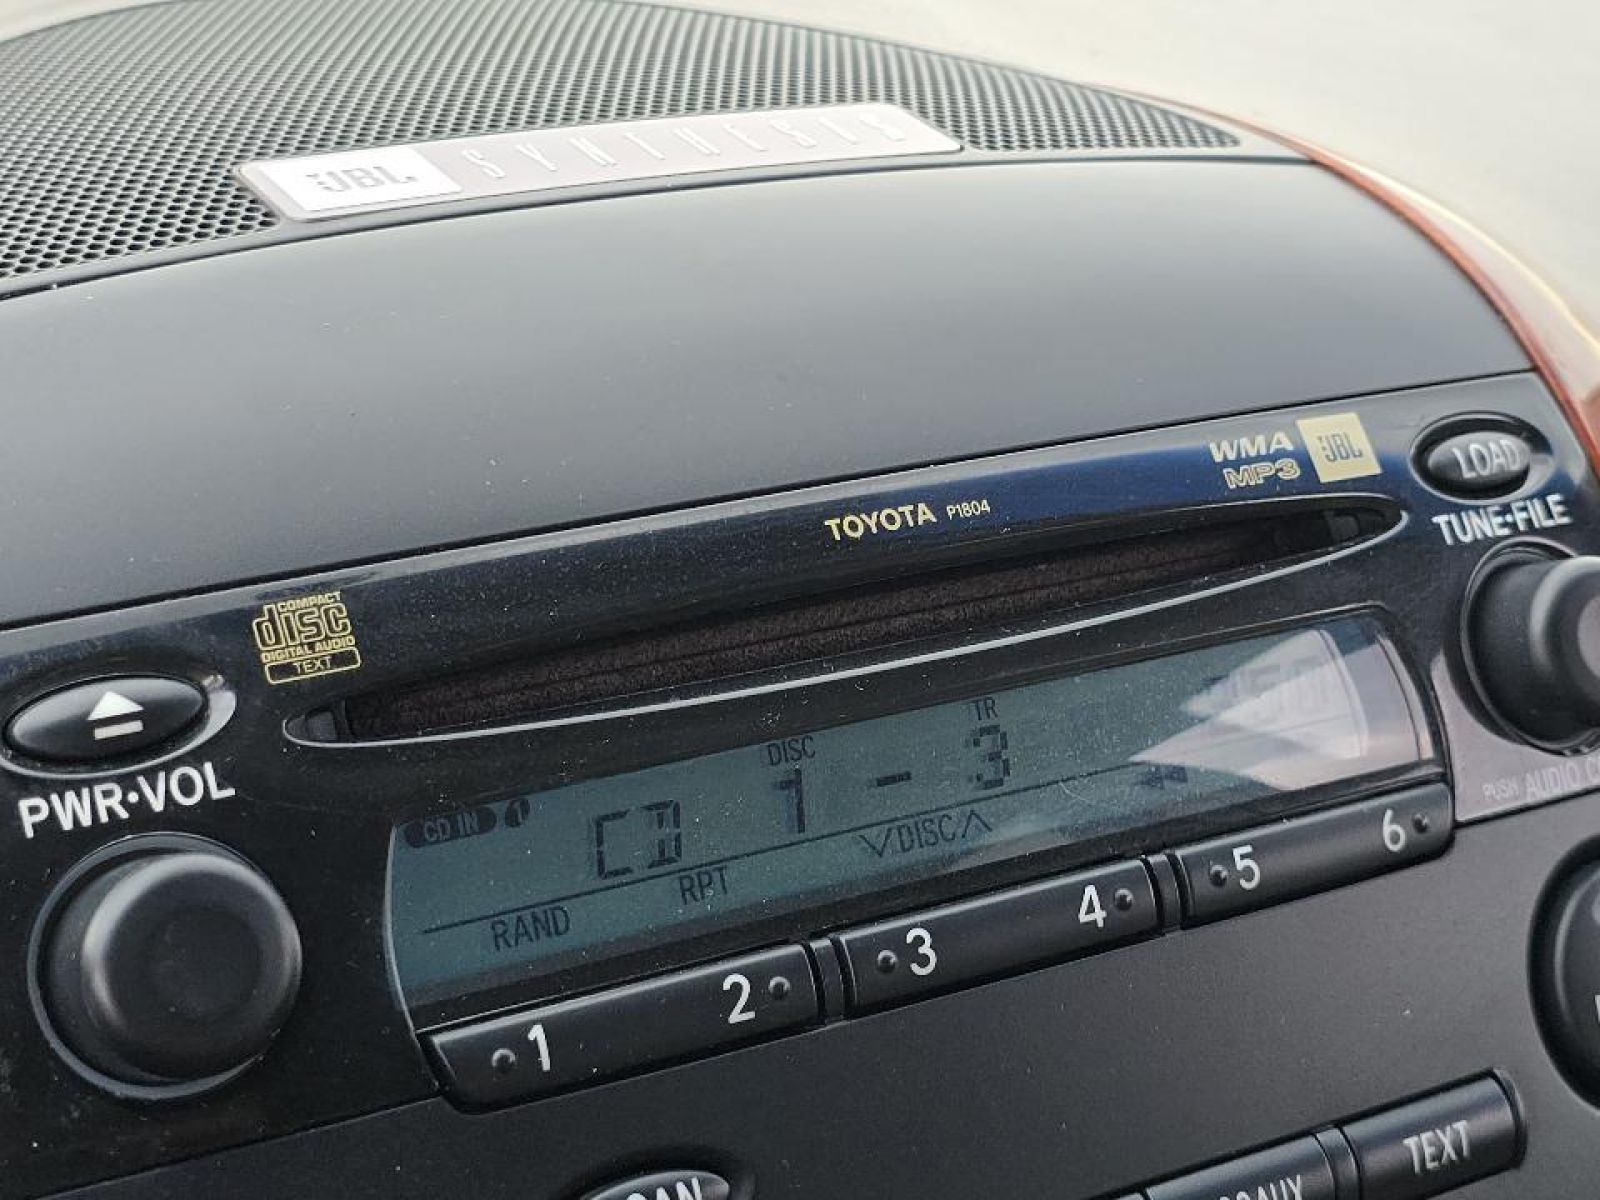 JBL SYNTHESIS
WMA
MP3
JBL
LOAD
TUNE·FILE
TOYOTA P1804
COMPACT
disc
DIGITAL AUDIO
TEXT
PWR·VOL
TR
DISC
CD IN 1
CD 1 - 3
PUSH AUDIO
RAND RPT ∨DISC∧
1 2 3 4 5 6
TEXT